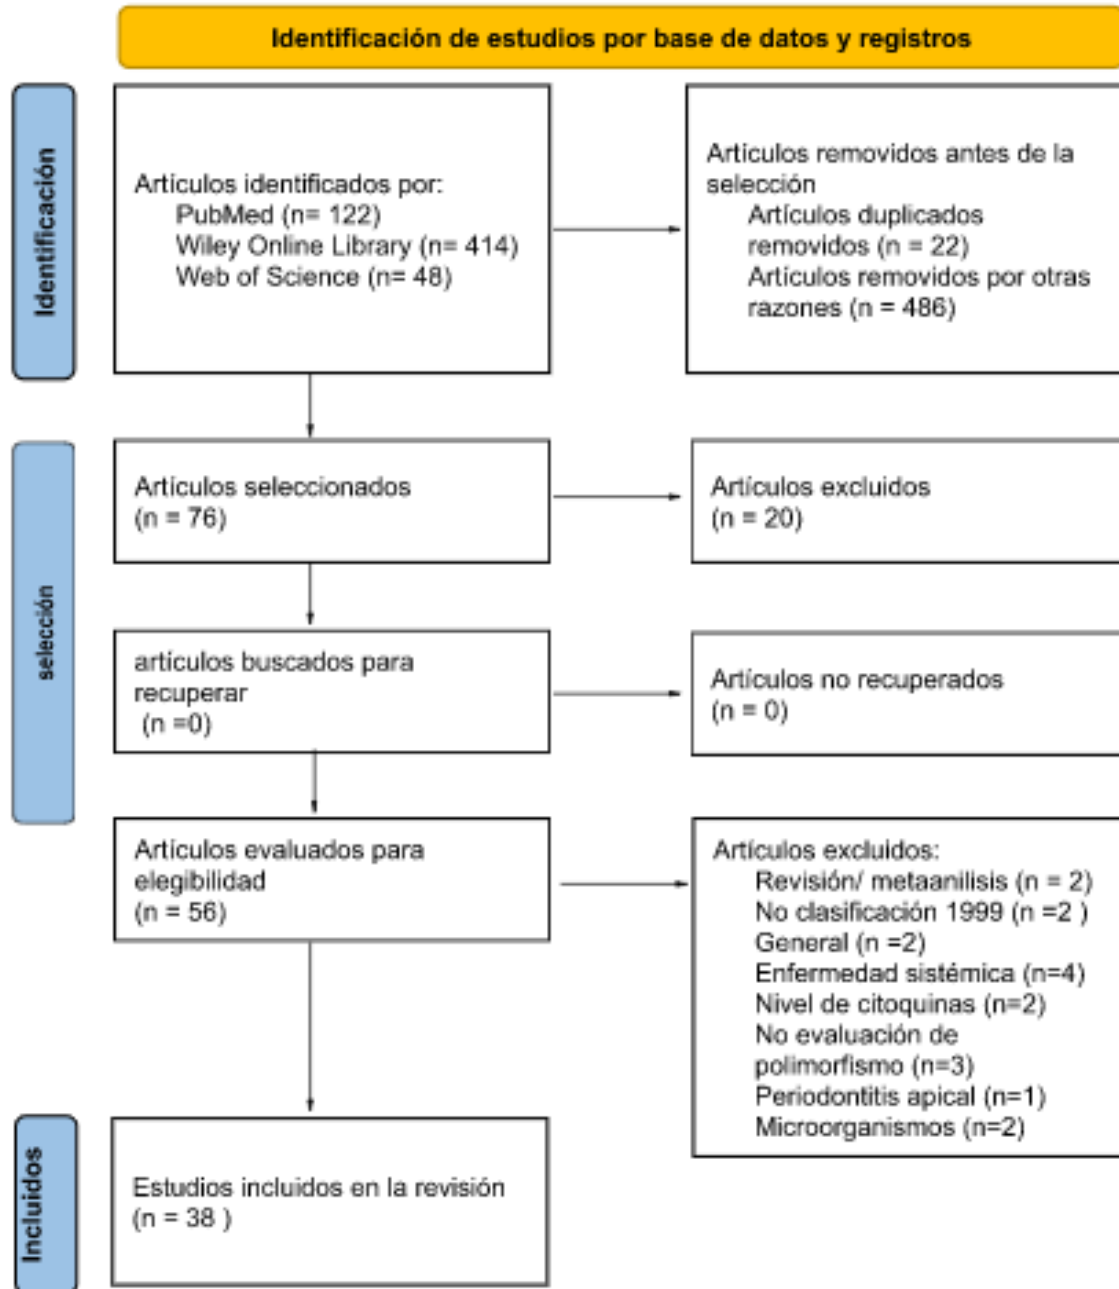 Identificación de estudios por base de datos y registros
Identificación
Artículos identificados por:
PubMed (n= 122)
Wiley Online Library (n= 414)
Web of Science (n= 48)
Artículos removidos antes de la
selección
Artículos duplicados
removidos (n = 22)
Artículos removidos por otras
razones (n = 486)
selección
Artículos seleccionados
(n = 76)
Artículos excluidos
(n = 20)
artículos buscados para
recuperar
(n =0)
Artículos no recuperados
(n = 0)
Artículos evaluados para
elegibilidad
(n = 56)
Artículos excluidos:
Revisión/ metaanilisis (n = 2)
No clasificación 1999 (n =2 )
General (n =2)
Enfermedad sistémica (n=4)
Nivel de citoquinas (n=2)
No evaluación de
polimorfismo (n=3)
Periodontitis apical (n=1)
Microorganismos (n=2)
Incluidos
Estudios incluidos en la revisión
(n = 38 )